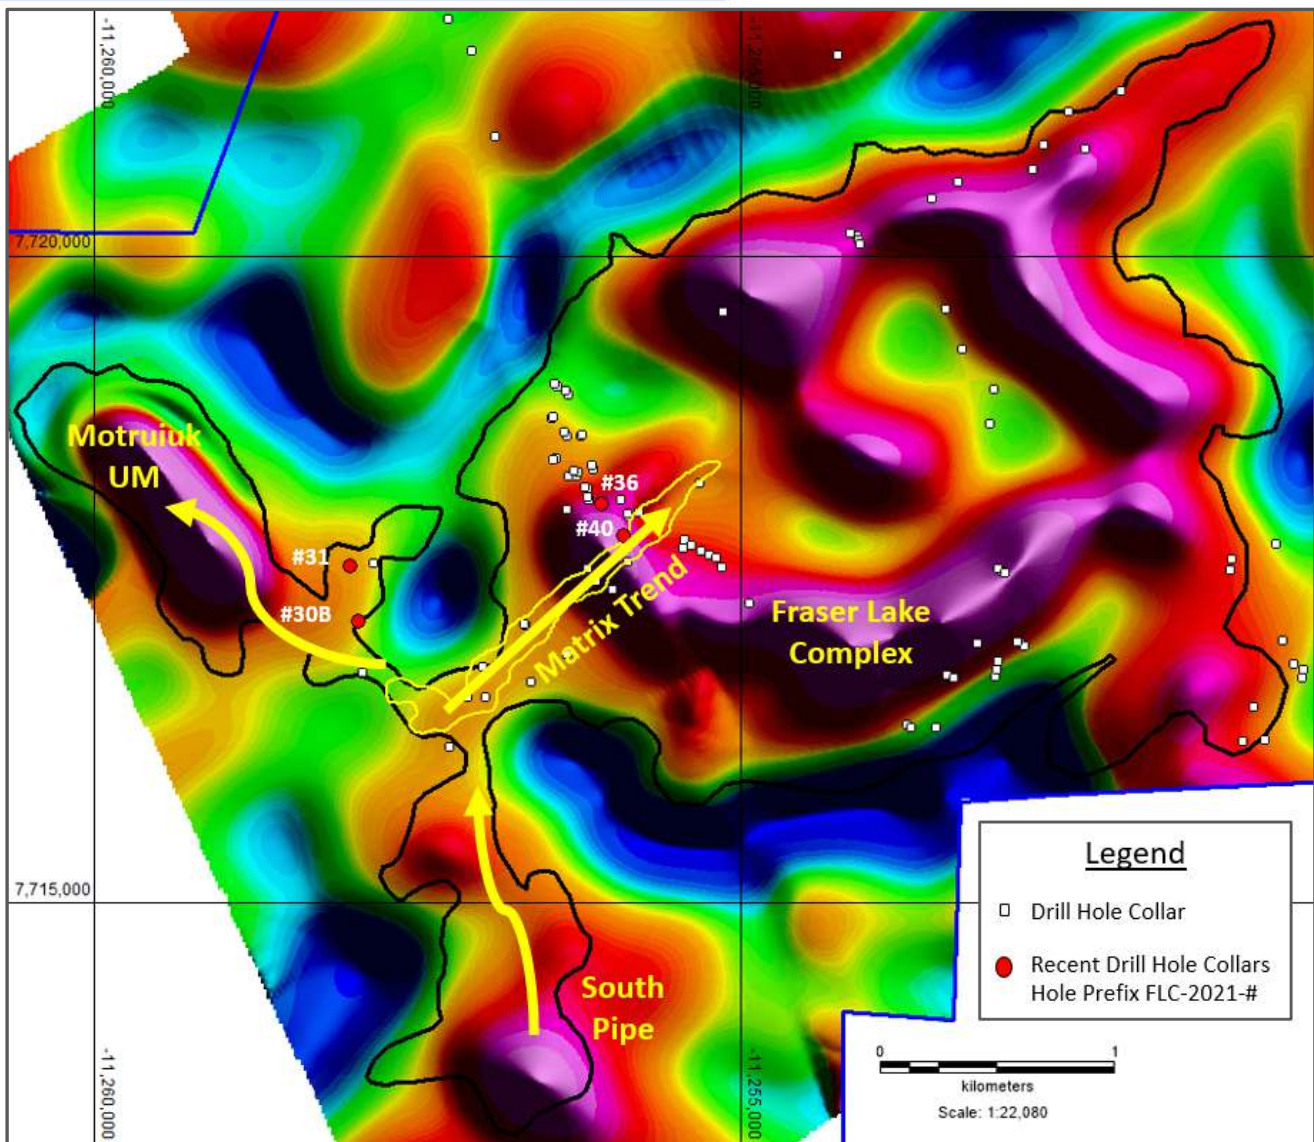 -11,260,000
-11,255,000
7,720,000
Motruiuk
UM
#36
#40
#31
#30B
Matrix Trend
Fraser Lake
Complex
7,715,000
South
Pipe
-11,260,000
-11,255,000
Legend
Drill Hole Collar
Recent Drill Hole Collars
Hole Prefix FLC-2021-#
0 1
kilometers
Scale: 1:22,080